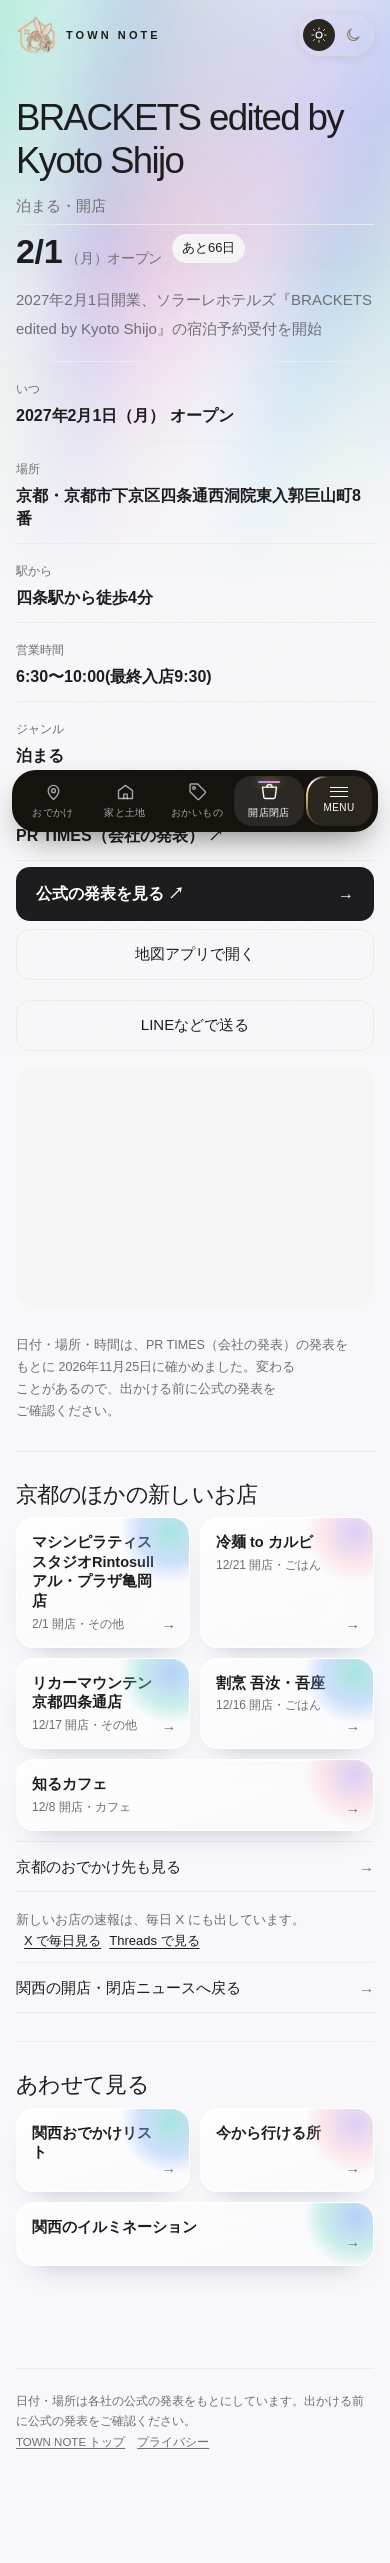 TOWN NOTE
BRACKETS edited by
Kyoto Shijo
泊まる・開店
2/1（月）オープン あと66日
2027年2月1日開業、ソラーレホテルズ『BRACKETS
edited by Kyoto Shijo』の宿泊予約受付を開始
いつ
2027年2月1日（月） オープン
場所
京都・京都市下京区四条通西洞院東入郭巨山町8
番
駅から
四条駅から徒歩4分
営業時間
6:30〜10:00(最終入店9:30)
ジャンル
泊まる
おでかけ 家と土地 おかいもの 開店閉店 MENU
PR TIMES（会社の発表） ↗
公式の発表を見る ↗ →
地図アプリで開く
LINEなどで送る
日付・場所・時間は、PR TIMES（会社の発表）の発表を
もとに 2026年11月25日に確かめました。変わる
ことがあるので、出かける前に公式の発表を
ご確認ください。
京都のほかの新しいお店
マシンピラティス
スタジオRintosull
アル・プラザ亀岡
店
2/1 開店・その他 →
冷麺 to カルビ
12/21 開店・ごはん
→
リカーマウンテン
京都四条通店
12/17 開店・その他 →
割烹 吾汝・吾座
12/16 開店・ごはん
→
知るカフェ
12/8 開店・カフェ →
京都のおでかけ先も見る →
新しいお店の速報は、毎日 X にも出しています。
X で毎日見る Threads で見る
関西の開店・閉店ニュースへ戻る →
あわせて見る
関西おでかけリス
ト
→
今から行ける所
→
関西のイルミネーション
→
日付・場所は各社の公式の発表をもとにしています。出かける前
に公式の発表をご確認ください。
TOWN NOTE トップ プライバシー